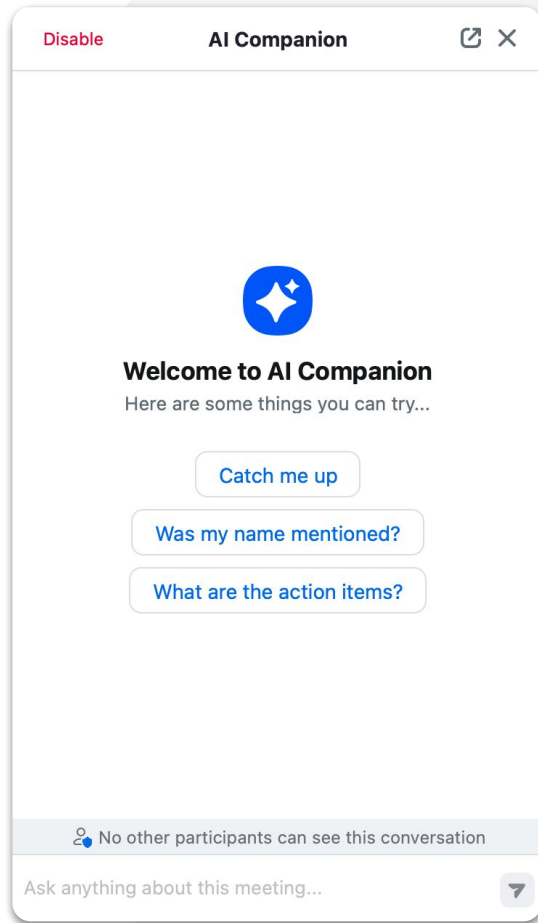 Disable AI Companion
Welcome to AI Companion
Here are some things you can try...
Catch me up
Was my name mentioned?
What are the action items?
No other participants can see this conversation
Ask anything about this meeting...